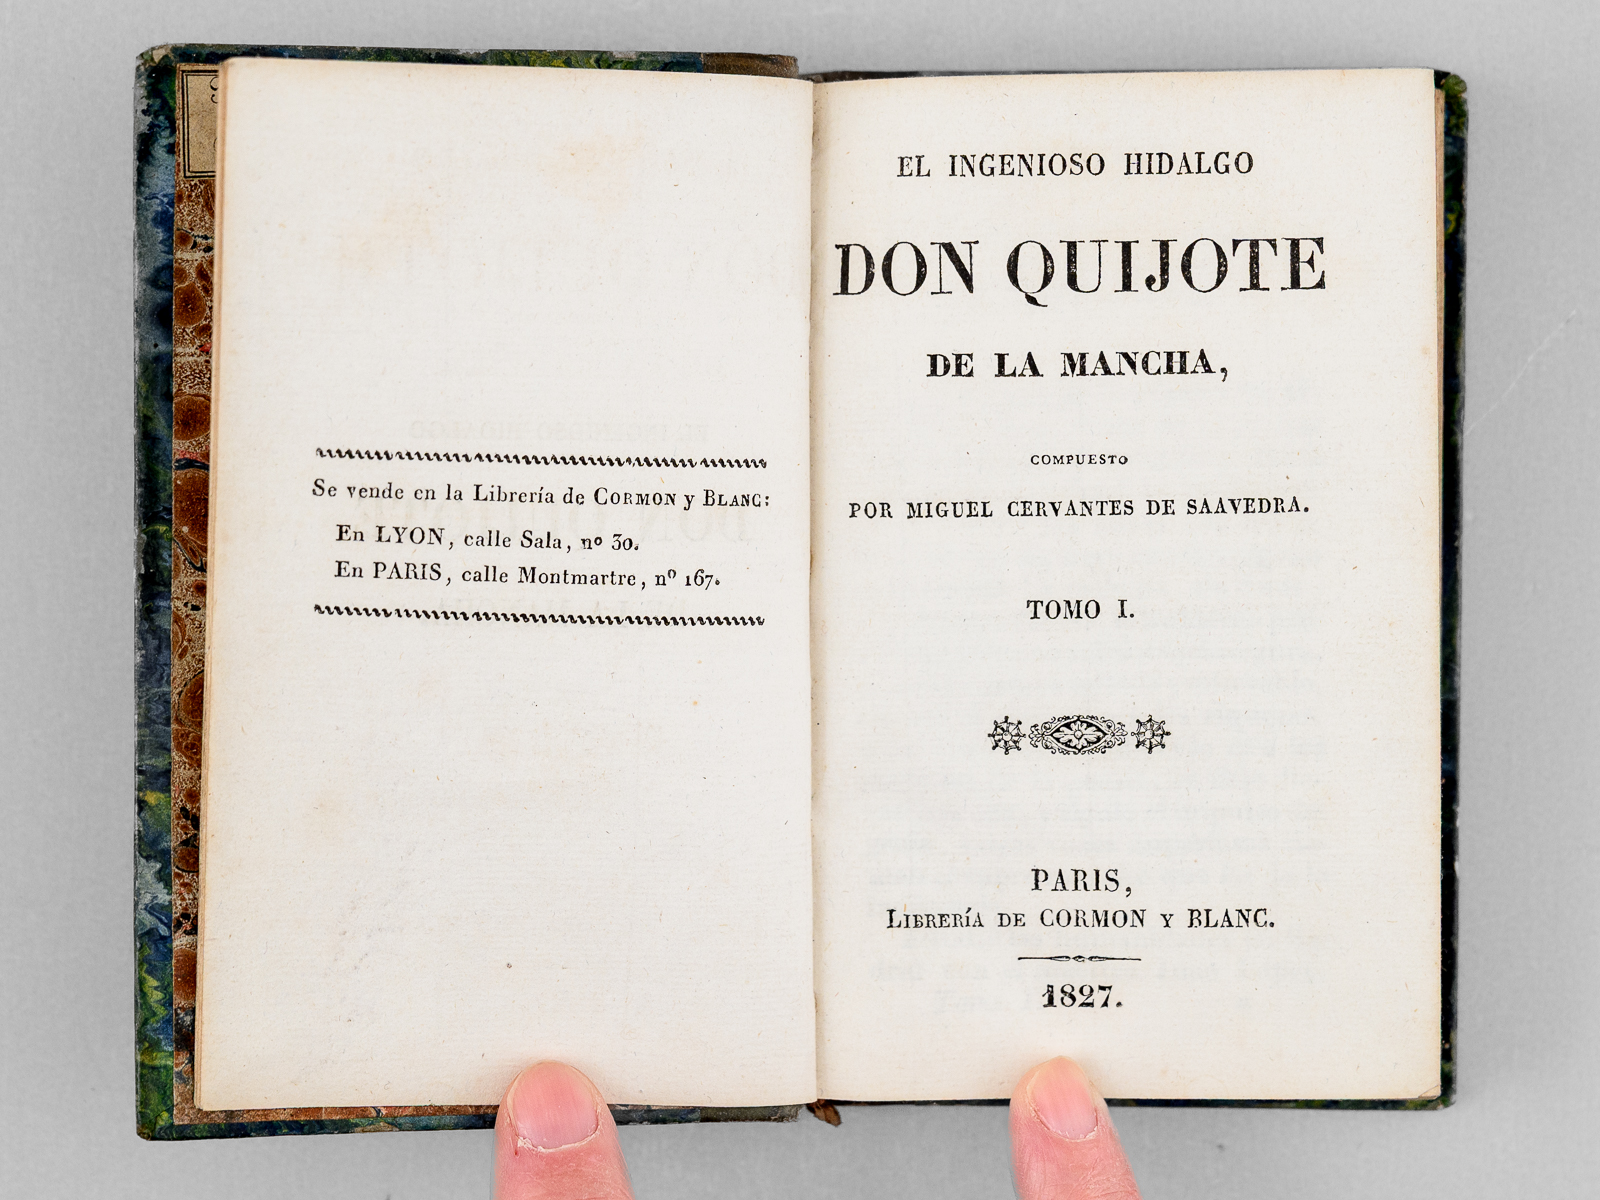 Se vende en la Librería de CORMON y BLANC:
En LYON, calle Sala, nº 30.
En PARIS, calle Montmartre, nº 167.
EL INGENIOSO HIDALGO
DON QUIJOTE
DE LA MANCHA,
COMPUESTO
POR MIGUEL CERVANTES DE SAAVEDRA.
TOMO I.
PARIS,
LIBRERÍA DE CORMON Y BLANC.
1827.